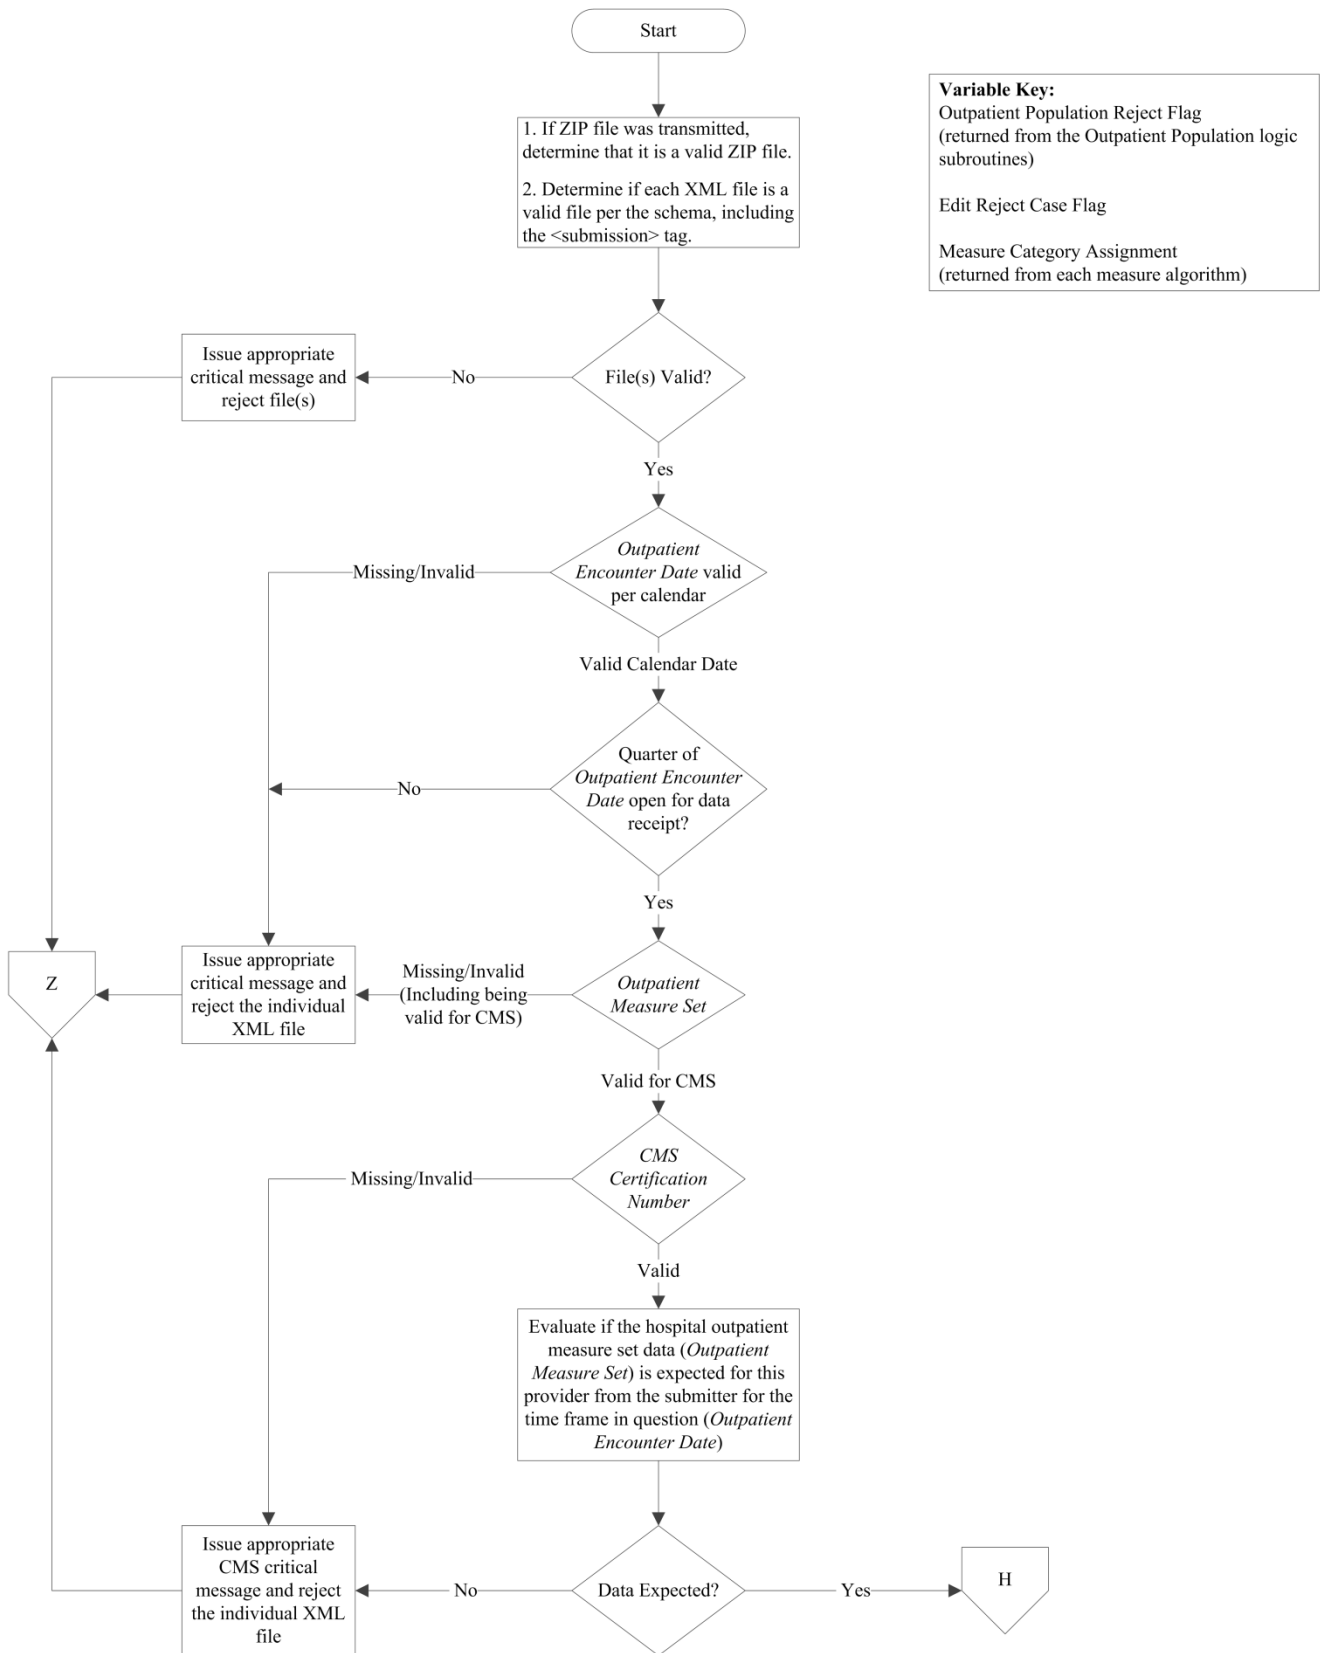 Start
Variable Key:
Outpatient Population Reject Flag
(returned from the Outpatient Population logic
subroutines)
Edit Reject Case Flag
Measure Category Assignment
(returned from each measure algorithm)
1. If ZIP file was transmitted,
determine that it is a valid ZIP file.
2. Determine if each XML file is a
valid file per the schema, including
the <submission> tag.
Issue appropriate
critical message and
reject file(s)
No
File(s) Valid?
Yes
Missing/Invalid
Outpatient
Encounter Date valid
per calendar
Valid Calendar Date
No
Quarter of
Outpatient Encounter
Date open for data
receipt?
Yes
Z
Issue appropriate
critical message and
reject the individual
XML file
Missing/Invalid
(Including being
valid for CMS)
Outpatient
Measure Set
Valid for CMS
Missing/Invalid
CMS
Certification
Number
Valid
Evaluate if the hospital outpatient
measure set data (Outpatient
Measure Set) is expected for this
provider from the submitter for the
time frame in question (Outpatient
Encounter Date)
Issue appropriate
CMS critical
message and reject
the individual XML
file
No
Data Expected?
Yes
H